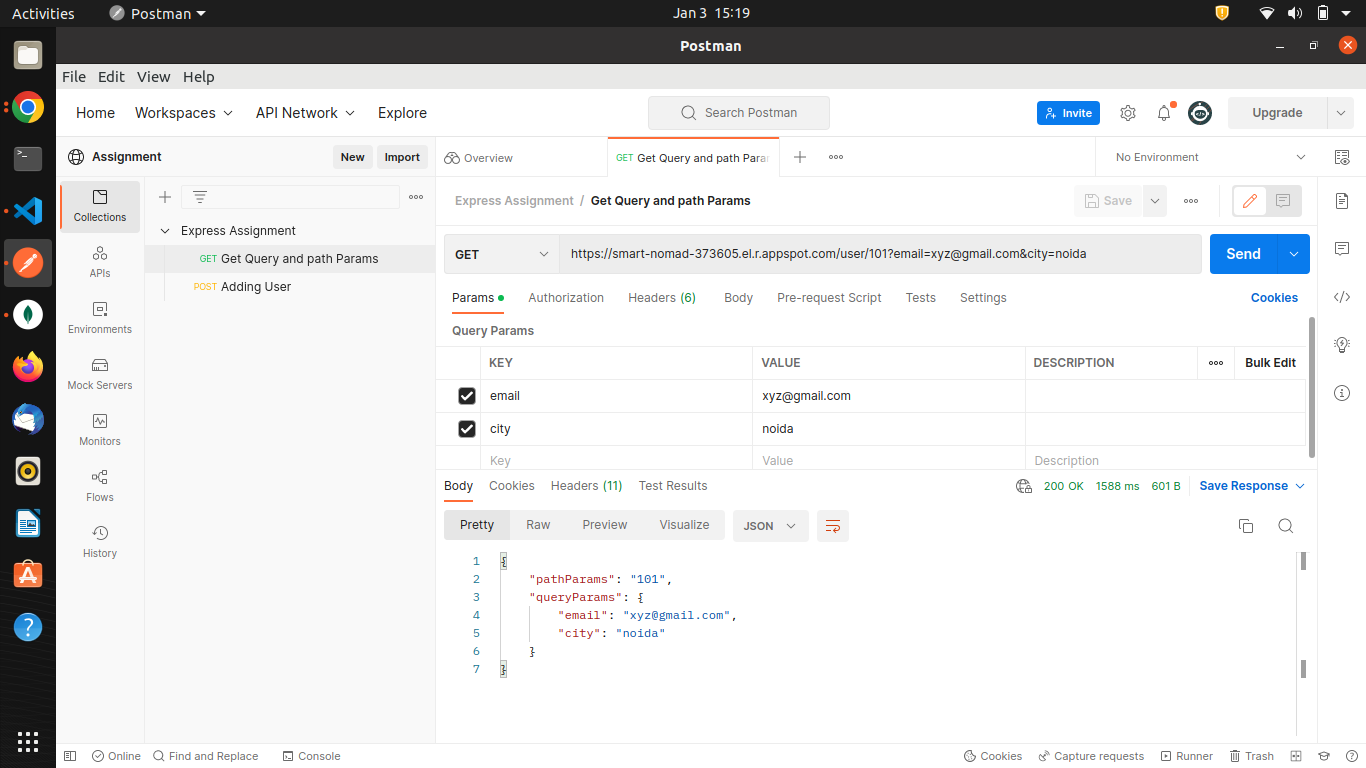 Activities Postman Jan 3 15:19
Postman
File Edit View Help
Home Workspaces API Network Explore Search Postman Invite Upgrade
Assignment New Import Overview GET Get Query and path Para No Environment
Collections
APIs
Environments
Mock Servers
Monitors
Flows
History
Express Assignment
GET Get Query and path Params
POST Adding User
Express Assignment / Get Query and path Params Save
GET https://smart-nomad-373605.el.r.appspot.com/user/101?email=xyz@gmail.com&city=noida Send
Params Authorization Headers (6) Body Pre-request Script Tests Settings Cookies
Query Params
KEY VALUE DESCRIPTION Bulk Edit
email xyz@gmail.com
city noida
Key Value Description
Body Cookies Headers (11) Test Results 200 OK 1588 ms 601 B Save Response
Pretty Raw Preview Visualize JSON
1 {
2 "pathParams": "101",
3 "queryParams": {
4 "email": "xyz@gmail.com",
5 "city": "noida"
6 }
7 }
Online Find and Replace Console Cookies Capture requests Runner Trash